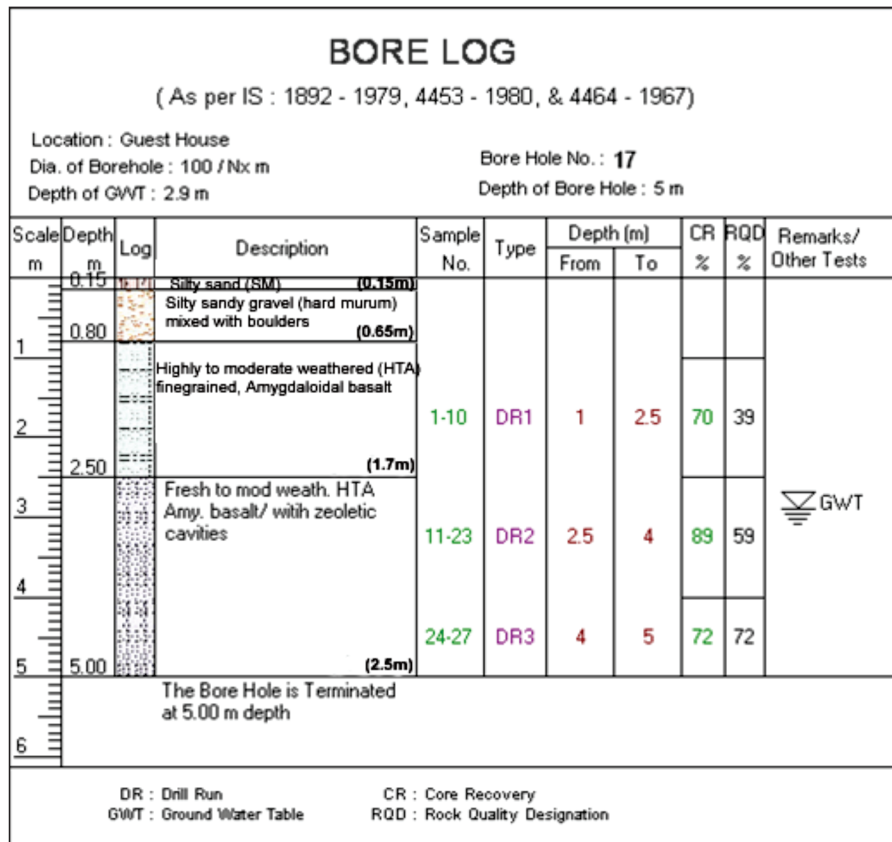 BORE LOG
( As per IS : 1892 - 1979, 4453 - 1980, & 4464 - 1967)
Location : Guest House
Dia. of Borehole : 100 / Nx m
Bore Hole No. : 17
Depth of GWT : 2.9 m
Depth of Bore Hole : 5 m
Scale m
Depth m
Log
Description
Sample No.
Type
Depth (m)
From
To
CR %
RQD %
Remarks/
Other Tests
0.15
Silty sand (SM) (0.15m)
Silty sandy gravel (hard murum)
mixed with boulders
0.80
(0.65m)
1
Highly to moderate weathered (HTA)
finegrained, Amygdaloidal basalt
1-10 DR1 1 2.5 70 39
2
2.50
(1.7m)
Fresh to mod weath. HTA
Amy. basalt/ witih zeoletic
cavities
3
GWT
11-23 DR2 2.5 4 89 59
4
24-27 DR3 4 5 72 72
5 5.00 (2.5m)
The Bore Hole is Terminated
at 5.00 m depth
6
DR : Drill Run
CR : Core Recovery
GWT : Ground Water Table
RQD : Rock Quality Designation